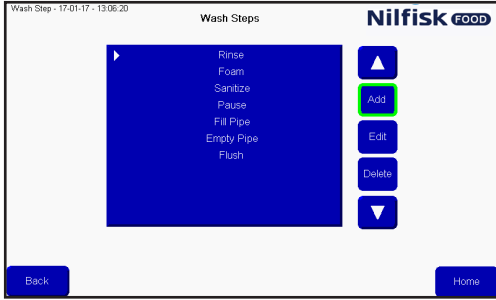 Wash Step - 17-01-17 - 13:06:20
Wash Steps
Nilfisk FOOD
Rinse
Foam
Sanitize
Pause
Fill Pipe
Empty Pipe
Flush
Add
Edit
Delete
Back
Home